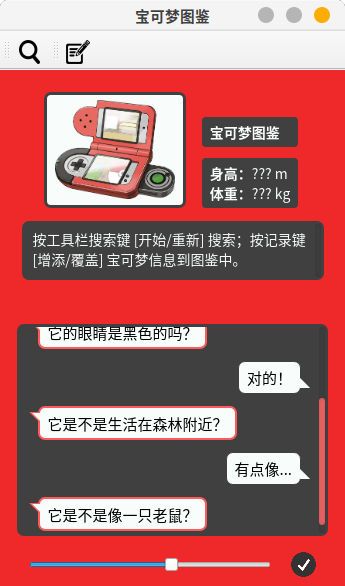 宝可梦图鉴
宝可梦图鉴
身高：??? m
体重：??? kg
按工具栏搜索键 [开始/重新] 搜索；按记录键
[增添/覆盖] 宝可梦信息到图鉴中。
它的眼睛是黑色的吗?
对的！
它是不是生活在森林附近?
有点像...
它是不是像一只老鼠?